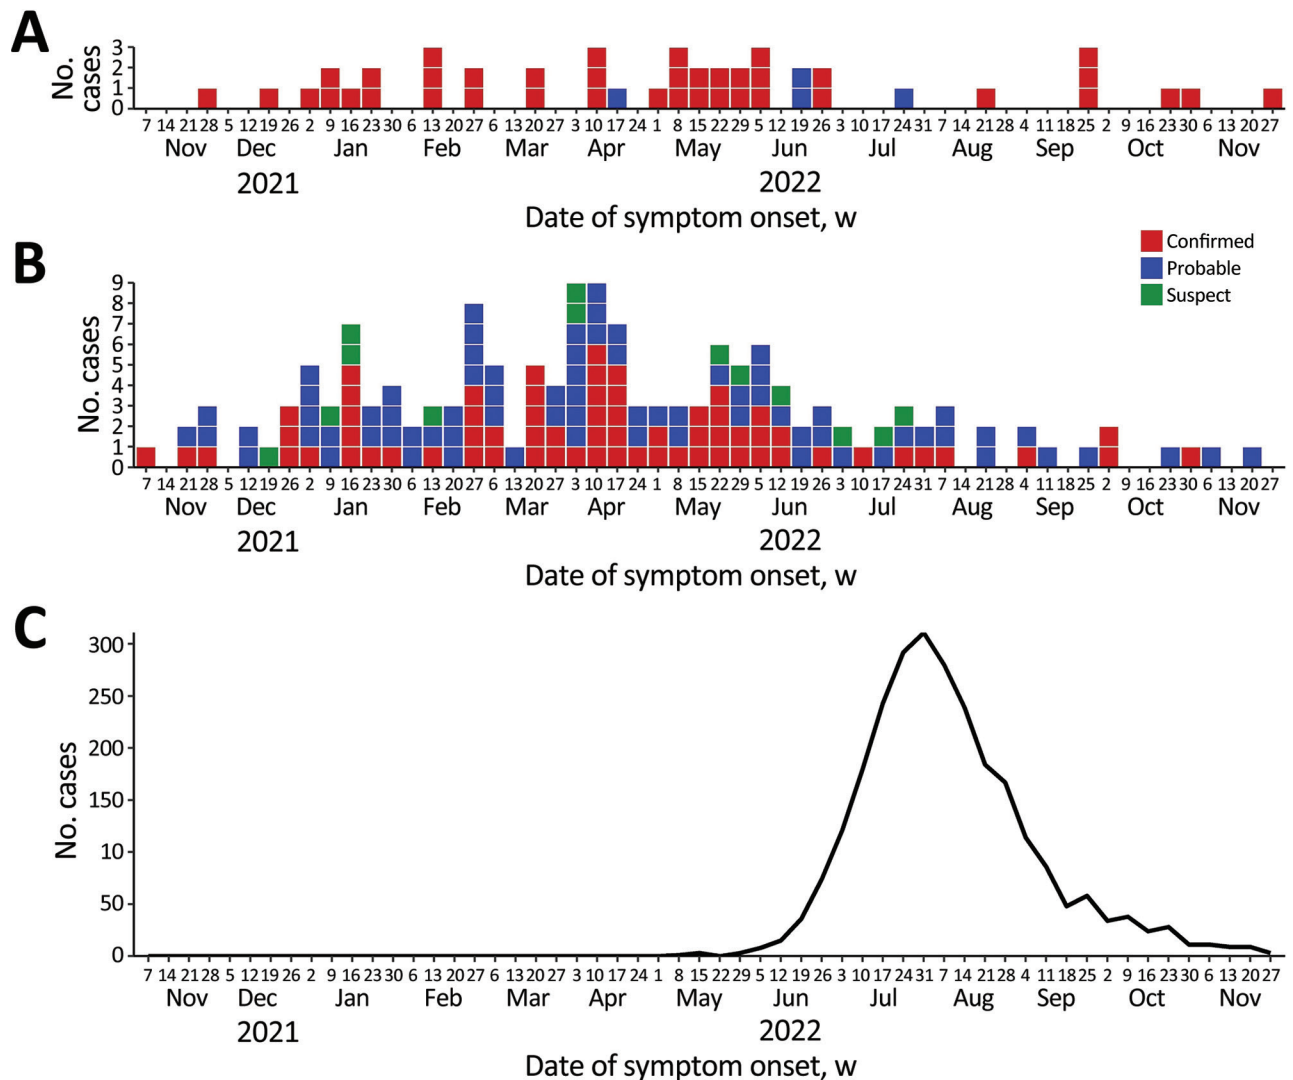 A
No.
cases
3
2
1
0
7 14 21 28 5 12 19 26 2 9 16 23 30 6 13 20 27 6 13 20 27 3 10 17 24 1 8 15 22 29 5 12 19 26 3 10 17 24 31 7 14 21 28 4 11 18 25 2 9 16 23 30 6 13 20 27
Nov Dec Jan Feb Mar Apr May Jun Jul Aug Sep Oct Nov
2021 2022
Date of symptom onset, w
Confirmed
Probable
Suspect
B
No. cases
9
8
7
6
5
4
3
2
1
0
7 14 21 28 5 12 19 26 2 9 16 23 30 6 13 20 27 6 13 20 27 3 10 17 24 1 8 15 22 29 5 12 19 26 3 10 17 24 31 7 14 21 28 4 11 18 25 2 9 16 23 30 6 13 20 27
Nov Dec Jan Feb Mar Apr May Jun Jul Aug Sep Oct Nov
2021 2022
Date of symptom onset, w
C
No. cases
300
250
200
150
10
50
0
7 14 21 28 5 12 19 26 2 9 16 23 30 6 13 20 27 6 13 20 27 3 10 17 24 1 8 15 22 29 5 12 19 26 3 10 17 24 31 7 14 21 28 4 11 18 25 2 9 16 23 30 6 13 20 27
Nov Dec Jan Feb Mar Apr May Jun Jul Aug Sep Oct Nov
2021 2022
Date of symptom onset, w